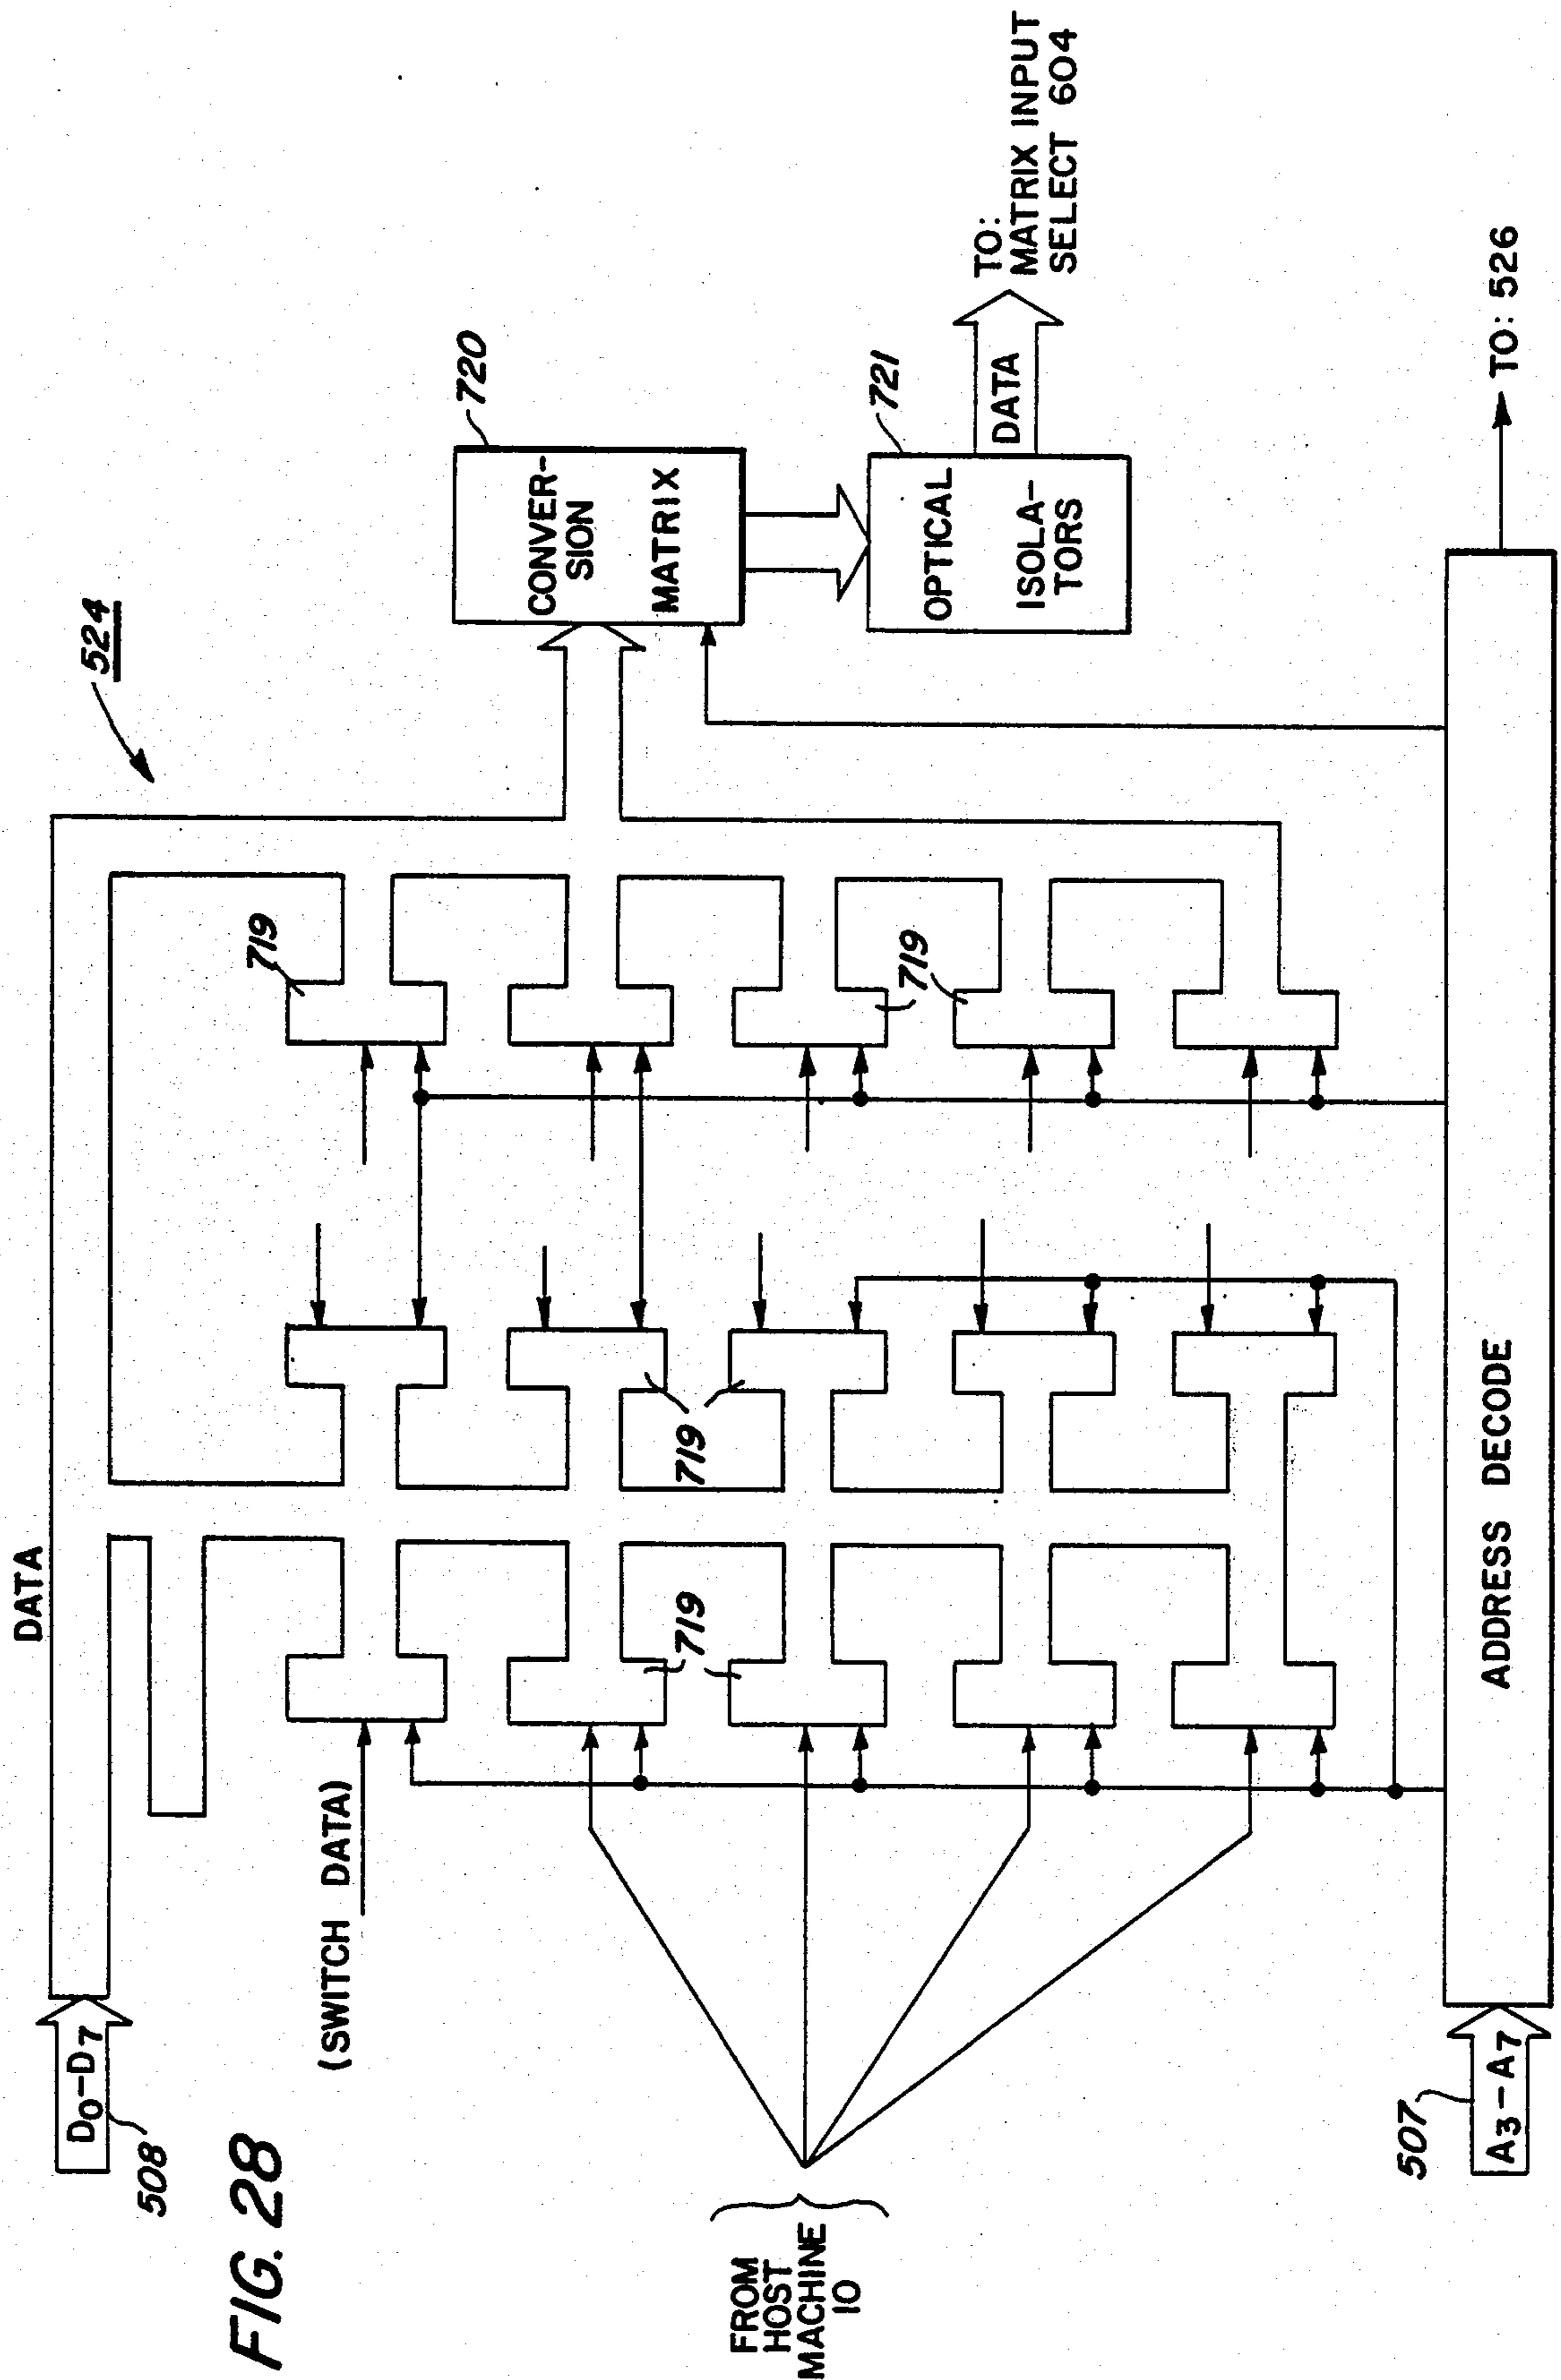 FIG. 28
DATA
D0-D7
508
(SWITCH DATA)
524
719
719
719
719
719
CONVER-
SION
MATRIX
720
OPTICAL
ISOLA-
TORS
721
DATA
TO:
MATRIX INPUT
SELECT 604
FROM
HOST
MACHINE
10
507
A3-A7
ADDRESS DECODE
TO: 526